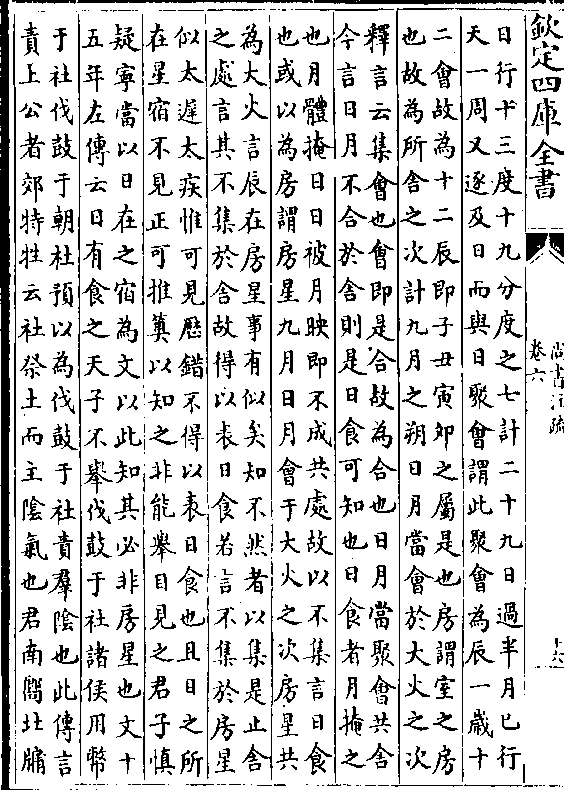 欽定四庫全書
尚書注疏
卷六
十六
日行十三度十九分度之七計二十九日過半月已行
天一周又逐及日而與日聚會謂此聚會為辰一歲十
二會故為十二辰即子丑寅夘之屬是也房謂室之房
也故為所舎之次計九月之朔日月當會於大火之次
釋言云集會也會即是合故為合也日月當聚會共舎
今言日月不合於舎則是日食可知也日食者月掩之
也月體掩日日被月映即不成共處故以不集言日食
也或以為房謂房星九月日月會于大火之次房星共
為大火言辰在房星事有似矣知不然者以集是止舎
之處言其不集於舎故得以表日食若言不集於房星
似太遲太疾惟可見歴錯不得以表日食也且日之所
在星宿不見正可推算以知之非能舉目見之君子慎
疑寧當以日在之宿為文以此知其必非房星也文十
五年左傳云日有食之天子不舉伐鼓于社諸侯用幣
于社伐鼓于朝社預以為伐鼓于社責羣陰也此傳言
責上公者郊特牲云社祭土而主陰氣也君南嚮北牖